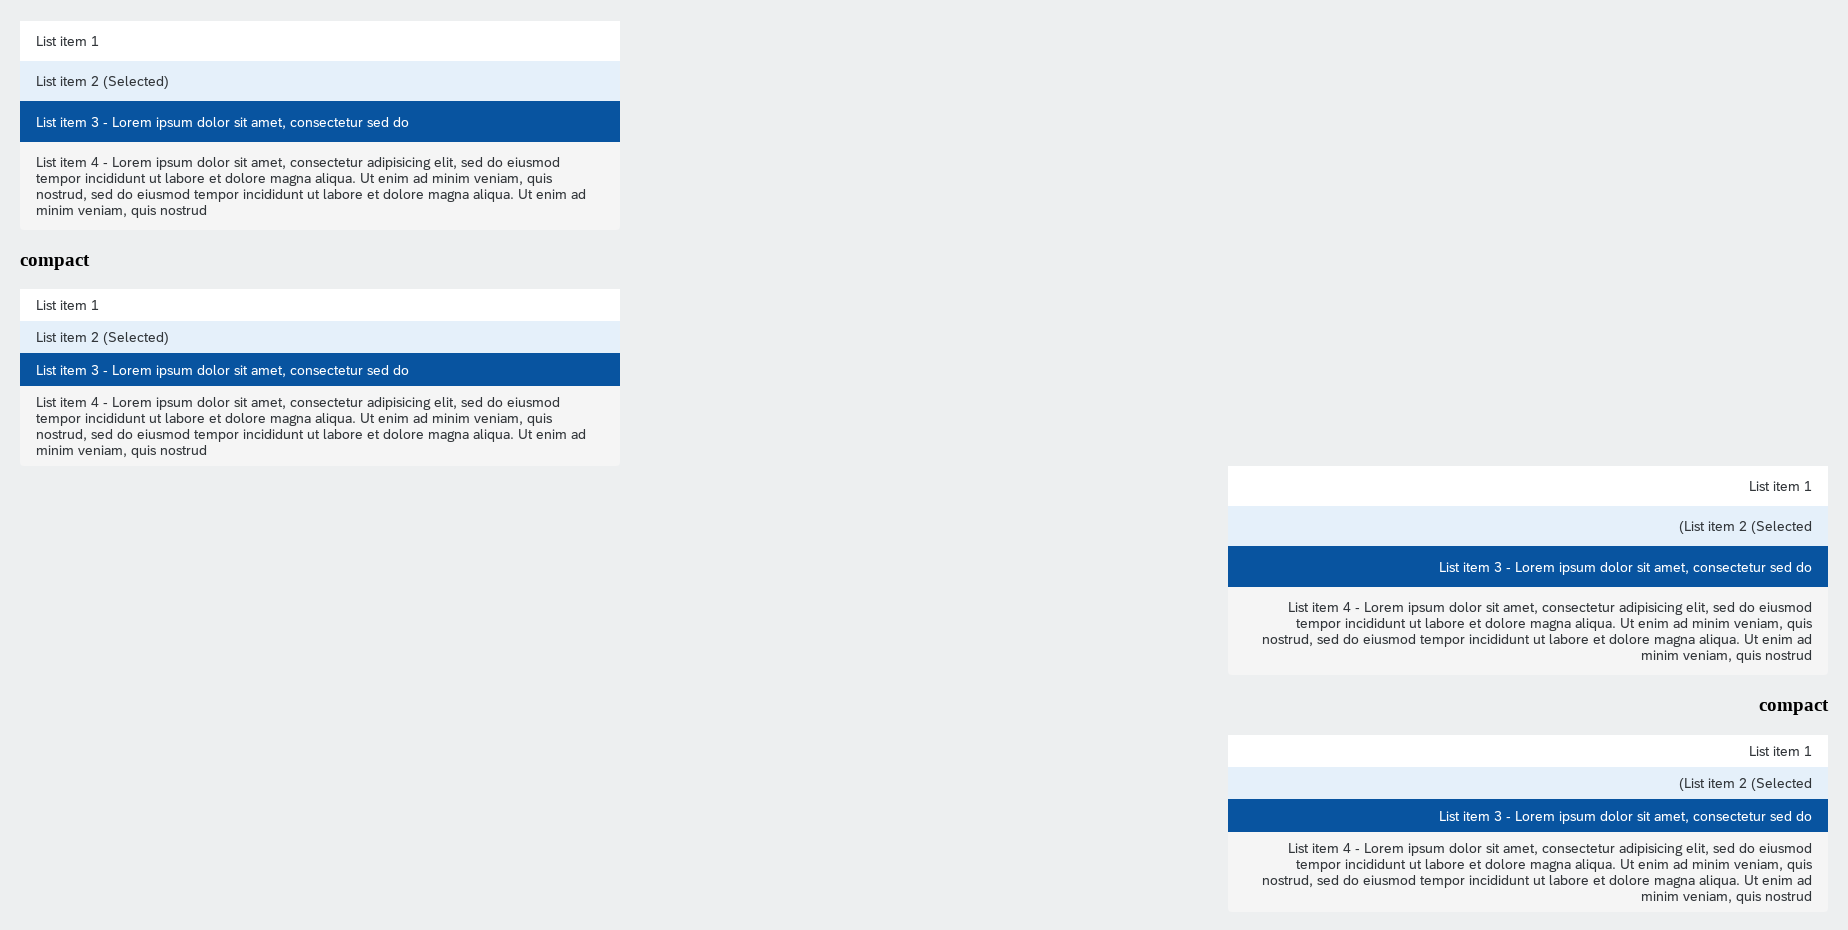 List item 1
List item 2 (Selected)
List item 3 - Lorem ipsum dolor sit amet, consectetur sed do
List item 4 - Lorem ipsum dolor sit amet, consectetur adipisicing elit, sed do eiusmod
tempor incididunt ut labore et dolore magna aliqua. Ut enim ad minim veniam, quis
nostrud, sed do eiusmod tempor incididunt ut labore et dolore magna aliqua. Ut enim ad
minim veniam, quis nostrud
compact
List item 1
List item 2 (Selected)
List item 3 - Lorem ipsum dolor sit amet, consectetur sed do
List item 4 - Lorem ipsum dolor sit amet, consectetur adipisicing elit, sed do eiusmod
tempor incididunt ut labore et dolore magna aliqua. Ut enim ad minim veniam, quis
nostrud, sed do eiusmod tempor incididunt ut labore et dolore magna aliqua. Ut enim ad
minim veniam, quis nostrud
List item 1
(List item 2 (Selected
List item 3 - Lorem ipsum dolor sit amet, consectetur sed do
List item 4 - Lorem ipsum dolor sit amet, consectetur adipisicing elit, sed do eiusmod
tempor incididunt ut labore et dolore magna aliqua. Ut enim ad minim veniam, quis
nostrud, sed do eiusmod tempor incididunt ut labore et dolore magna aliqua. Ut enim ad
minim veniam, quis nostrud
compact
List item 1
(List item 2 (Selected
List item 3 - Lorem ipsum dolor sit amet, consectetur sed do
List item 4 - Lorem ipsum dolor sit amet, consectetur adipisicing elit, sed do eiusmod
tempor incididunt ut labore et dolore magna aliqua. Ut enim ad minim veniam, quis
nostrud, sed do eiusmod tempor incididunt ut labore et dolore magna aliqua. Ut enim ad
minim veniam, quis nostrud